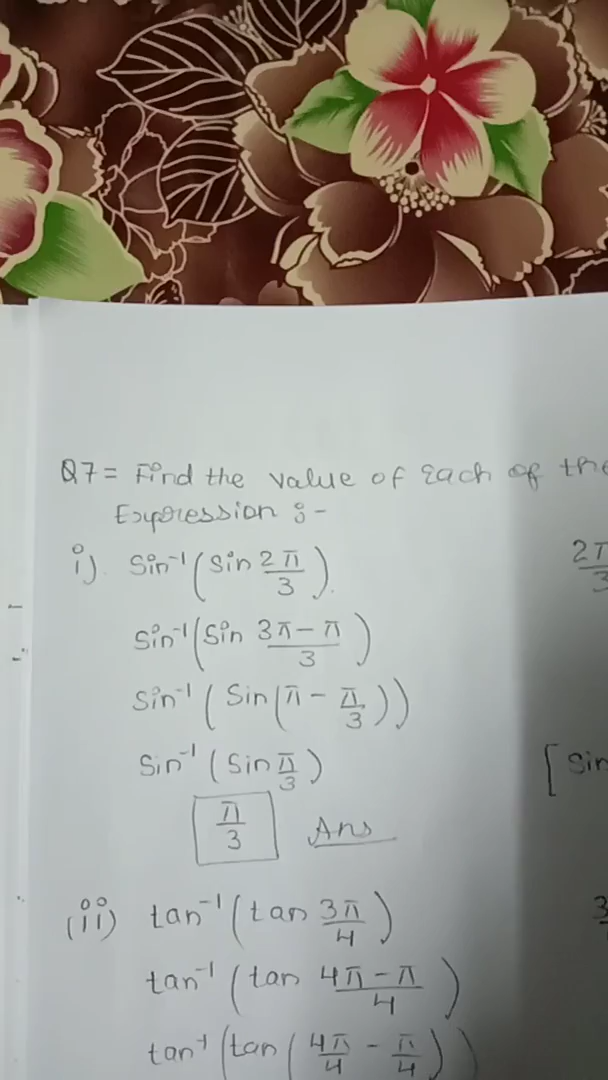 Q7 = Find the value of Each of the
Expression :-
i) Sin⁻¹(sin 2π/3) 2π/3
Sin⁻¹(Sin 3π-π/3)
Sin⁻¹(Sin(π - π/3))
Sin⁻¹(Sin π/3) [Sin
π/3 Ans
(ii) tan⁻¹(tan 3π/4) 3
tan⁻¹(tan 4π-π/4)
tan⁻¹(tan(4π/4 - π/4))